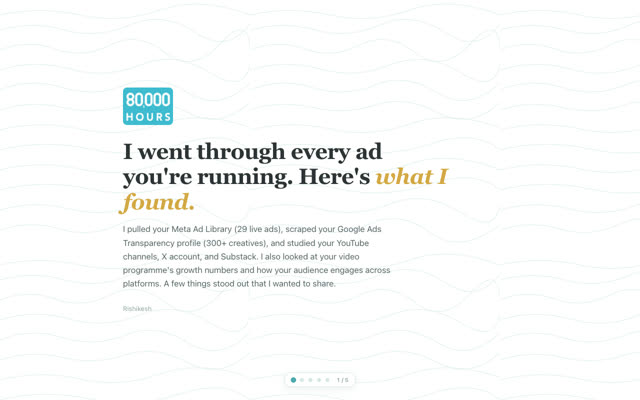 80,000
HOURS
I went through every ad
you're running. Here's what I
found.
I pulled your Meta Ad Library (29 live ads), scraped your Google Ads
Transparency profile (300+ creatives), and studied your YouTube
channels, X account, and Substack. I also looked at your video
programme's growth numbers and how your audience engages across
platforms. A few things stood out that I wanted to share.
Rishikesh
1 / 5